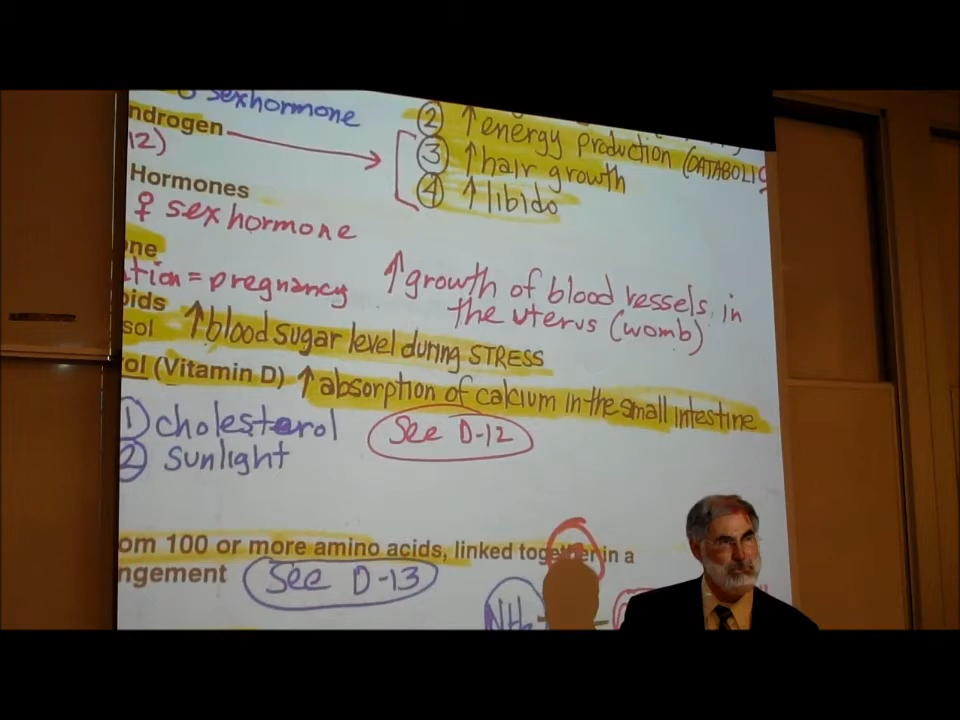 ♂ sex hormone
② ↑ energy production (CATABOLIC
ndrogen
12)
③ ↑ hair growth
④ ↑ libido
Hormones
♀ sex hormone
one
tion = pregnancy
↑ growth of blood vessels in
the uterus (womb)
oids
sol ↑ blood sugar level during STRESS
ol (Vitamin D) ↑ absorption of calcium in the small intestine
① cholesterol
See D-12
② sunlight
om 100 or more amino acids, linked together in a
ngement
See D-13
NH₂